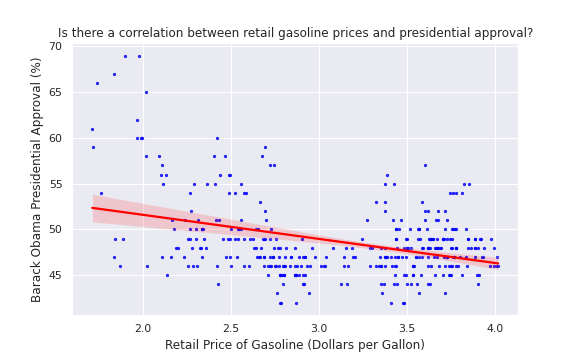 Is there a correlation between retail gasoline prices and presidential approval?
Barack Obama Presidential Approval (%)
70
65
60
55
50
45
2.0 2.5 3.0 3.5 4.0
Retail Price of Gasoline (Dollars per Gallon)